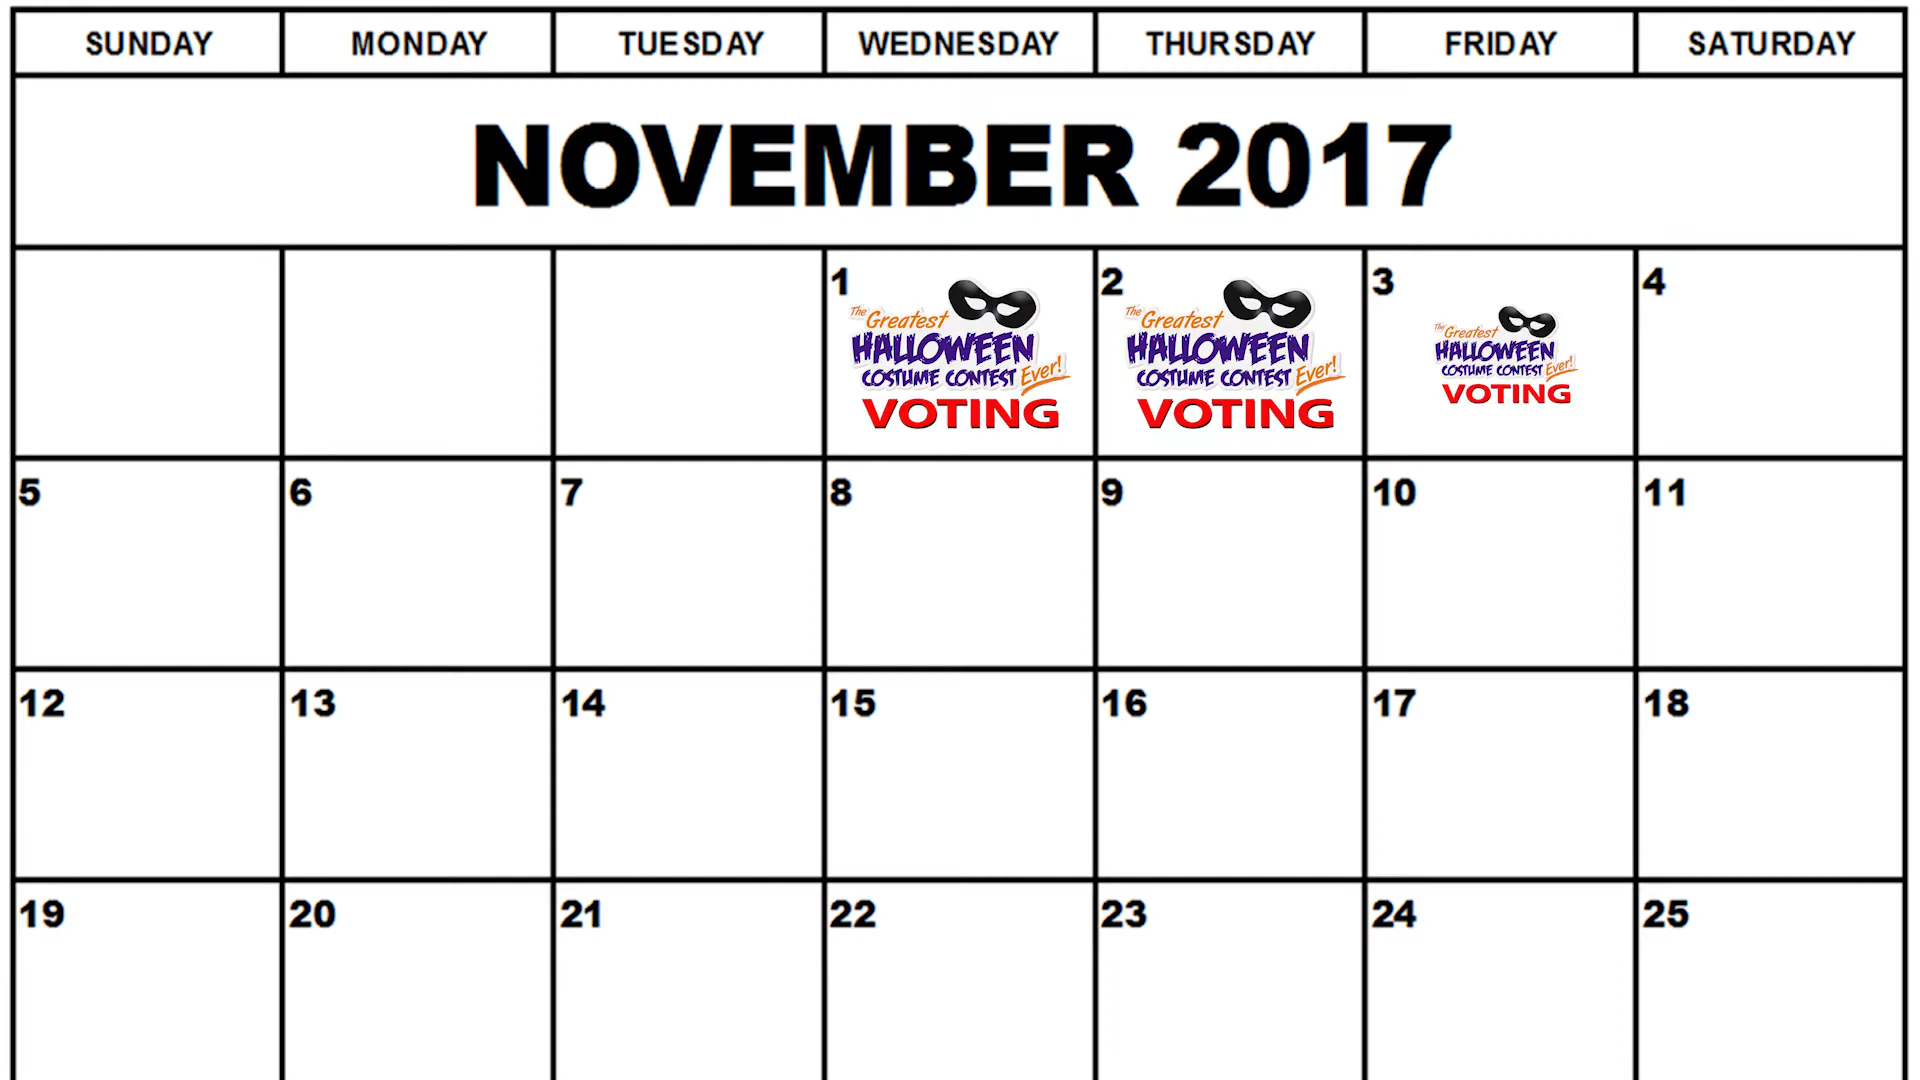 SUNDAY MONDAY TUESDAY WEDNESDAY THURSDAY FRIDAY SATURDAY
NOVEMBER 2017
1 2 3 4
The Greatest HALLOWEEN COSTUME CONTEST Ever! VOTING
The Greatest HALLOWEEN COSTUME CONTEST Ever! VOTING
The Greatest HALLOWEEN COSTUME CONTEST Ever! VOTING
5 6 7 8 9 10 11
12 13 14 15 16 17 18
19 20 21 22 23 24 25